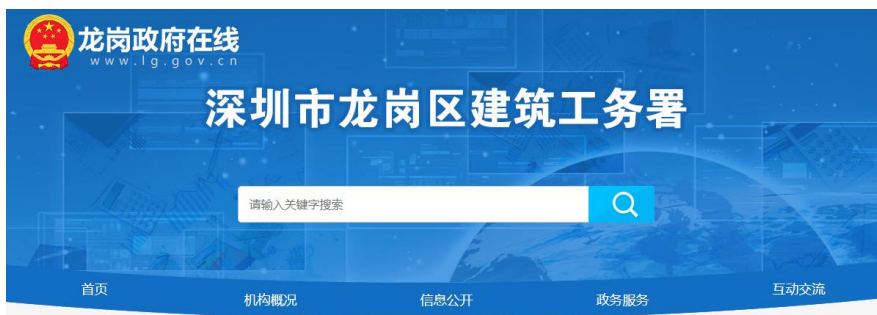 龙岗政府在线
www.lg.gov.cn
深圳市龙岗区建筑工务署
请输入关键字搜索
首页
机构概况
信息公开
政务服务
互动交流